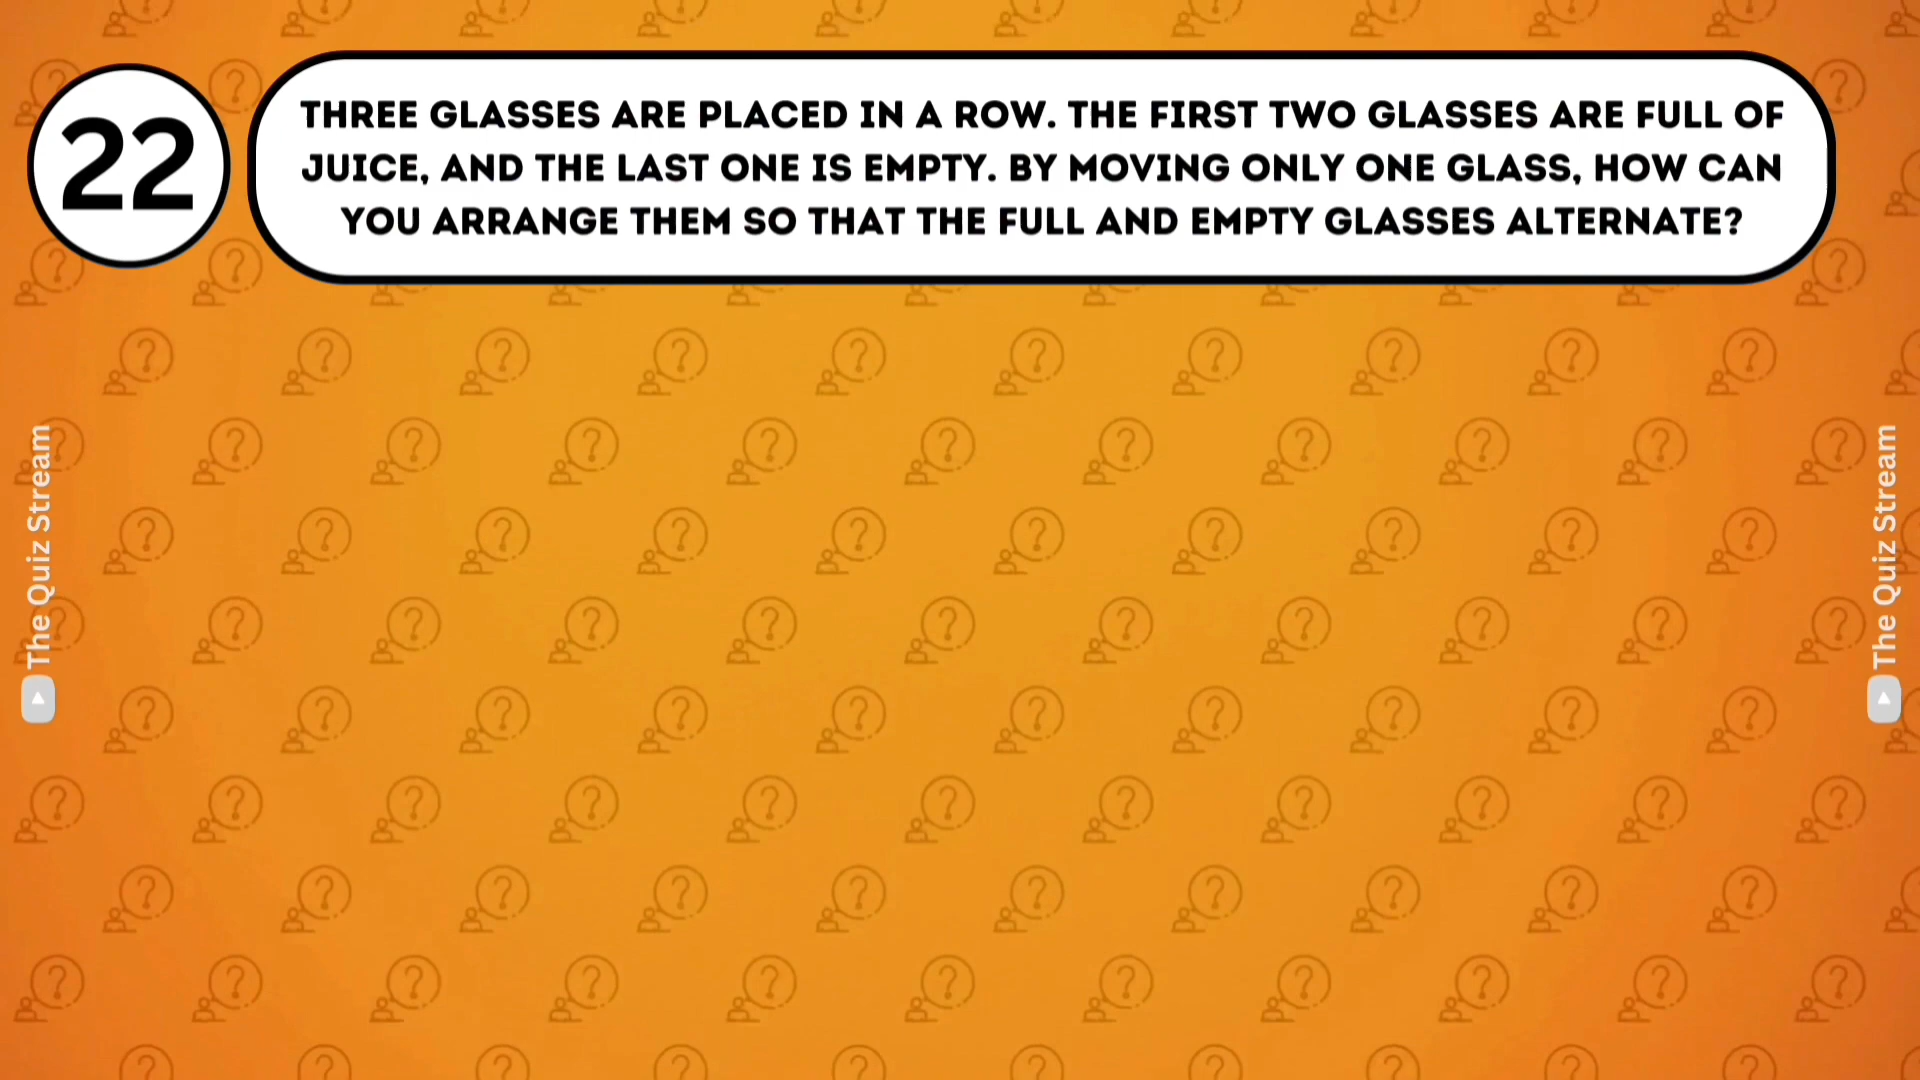 22
THREE GLASSES ARE PLACED IN A ROW. THE FIRST TWO GLASSES ARE FULL OF
JUICE, AND THE LAST ONE IS EMPTY. BY MOVING ONLY ONE GLASS, HOW CAN
YOU ARRANGE THEM SO THAT THE FULL AND EMPTY GLASSES ALTERNATE?
The Quiz Stream
The Quiz Stream